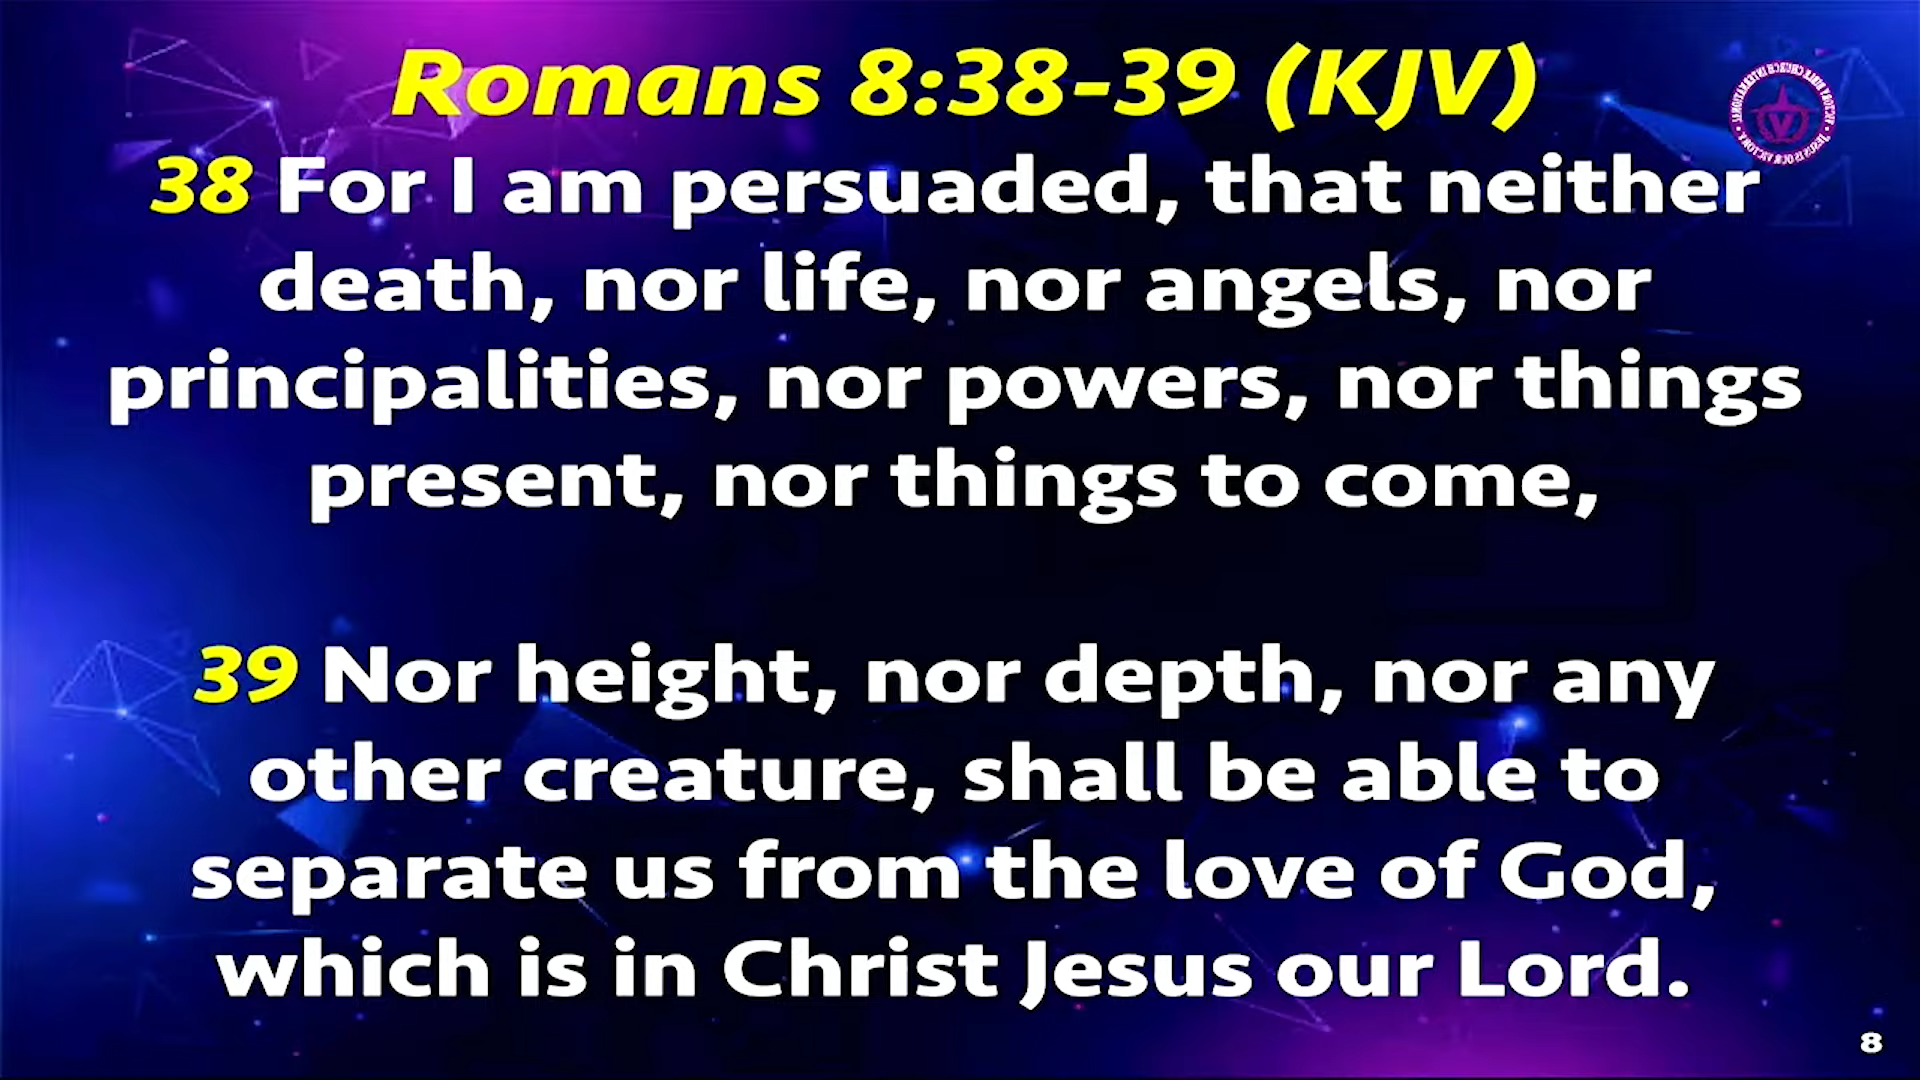 Romans 8:38-39 (KJV)
38 For I am persuaded, that neither
death, nor life, nor angels, nor
principalities, nor powers, nor things
present, nor things to come,
39 Nor height, nor depth, nor any
other creature, shall be able to
separate us from the love of God,
which is in Christ Jesus our Lord.
8